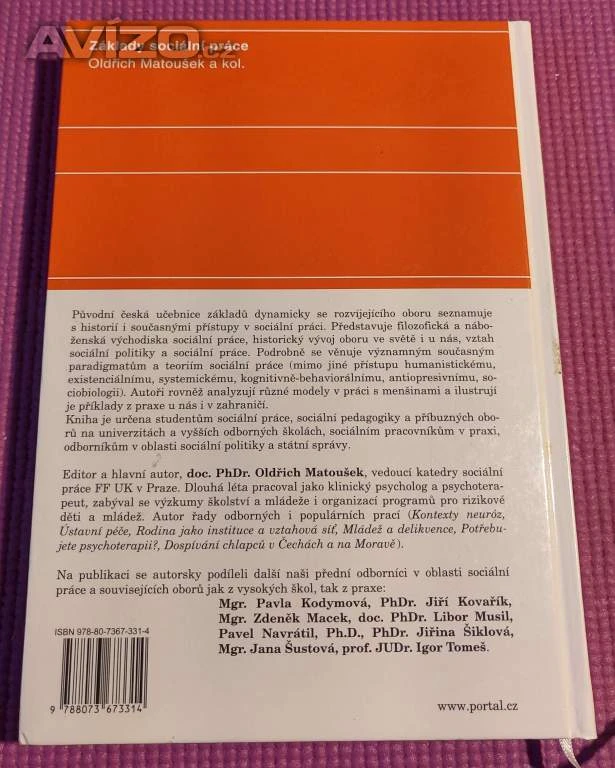 AVÍZO.cz
Základy sociální práce
Oldřich Matoušek a kol.
Původní česká učebnice základů dynamicky se rozvíjejícího oboru seznamuje
s historií i současnými přístupy v sociální práci. Představuje filozofická a nábo-
ženská východiska sociální práce, historický vývoj oboru ve světě i u nás, vztah
sociální politiky a sociální práce. Podrobně se věnuje významným současným
paradigmatům a teoriím sociální práce (mimo jiné přístupu humanistickému,
existenciálnímu, systemickému, kognitivně-behaviorálnímu, antiopresivnímu, so-
ciobiologii). Autoři rovněž analyzují různé modely v práci s menšinami a ilustrují
je příklady z praxe u nás i v zahraničí.
Kniha je určena studentům sociální práce, sociální pedagogiky a příbuzných obo-
rů na univerzitách a vyšších odborných školách, sociálním pracovníkům v praxi,
odborníkům v oblasti sociální politiky a státní správy.
Editor a hlavní autor, doc. PhDr. Oldřich Matoušek, vedoucí katedry sociální
práce FF UK v Praze. Dlouhá léta pracoval jako klinický psycholog a psychotera-
peut, zabýval se výzkumy školství a mládeže i organizací programů pro rizikové
děti a mládež. Autor řady odborných i populárních prací (Kontexty neuróz,
Ústavní péče, Rodina jako instituce a vztahová síť, Mládež a delikvence, Potřebu-
jete psychoterapii?, Dospívání chlapců v Čechách a na Moravě).
Na publikaci se autorsky podíleli další naši přední odborníci v oblasti sociální
práce a souvisejících oborů jak z vysokých škol, tak z praxe:
Mgr. Pavla Kodymová, PhDr. Jiří Kovařík,
Mgr. Zdeněk Macek, doc. PhDr. Libor Musil,
Pavel Navrátil, Ph.D., PhDr. Jiřina Šiklová,
Mgr. Jana Šustová, prof. JUDr. Igor Tomeš.
ISBN 978-80-7367-331-4
9 788073 673314
www.portal.cz